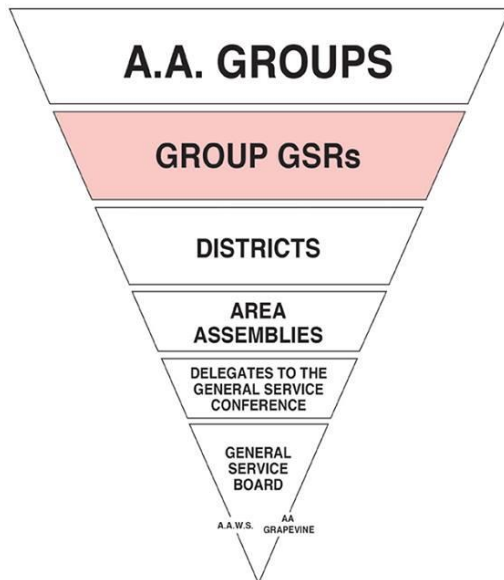 A.A. GROUPS
GROUP GSRs
DISTRICTS
AREA
ASSEMBLIES
DELEGATES TO THE
GENERAL SERVICE
CONFERENCE
GENERAL
SERVICE
BOARD
A.A.W.S.
AA
GRAPEVINE